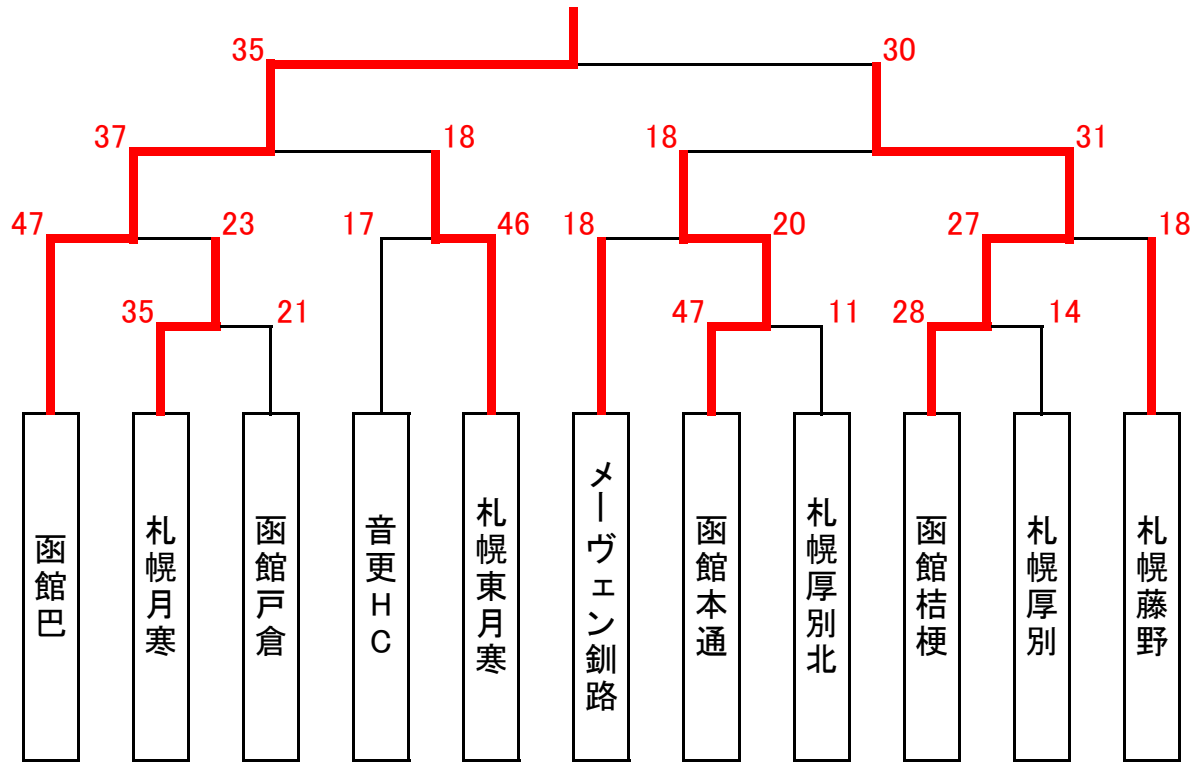 35
30
37
18
18
31
47
23
17
46
18
20
27
18
35
21
47
11
28
14
函館巴
札幌月寒
函館戸倉
音更HC
札幌東月寒
メーヴェン釧路
函館本通
札幌厚別北
函館桔梗
札幌厚別
札幌藤野